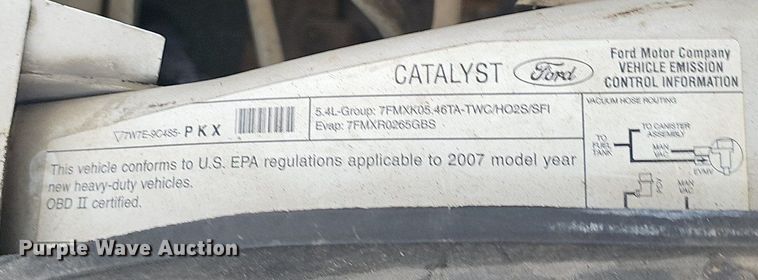 CATALYST Ford
Ford Motor Company
VEHICLE EMISSION
CONTROL INFORMATION
7W7E-9C485- PKX
5.4L-Group: 7FMXK05.46TA-TWC/HO2S/SFI
Evap: 7FMXR0265GBS
This vehicle conforms to U.S. EPA regulations applicable to 2007 model year
new heavy-duty vehicles.
OBD II certified.
VACUUM HOSE ROUTING
TO
FUEL
TANK
TO CANISTER
ASSEMBLY
MAN
VAC
EVMV
PCV
MAN
VAC
Purple Wave Auction